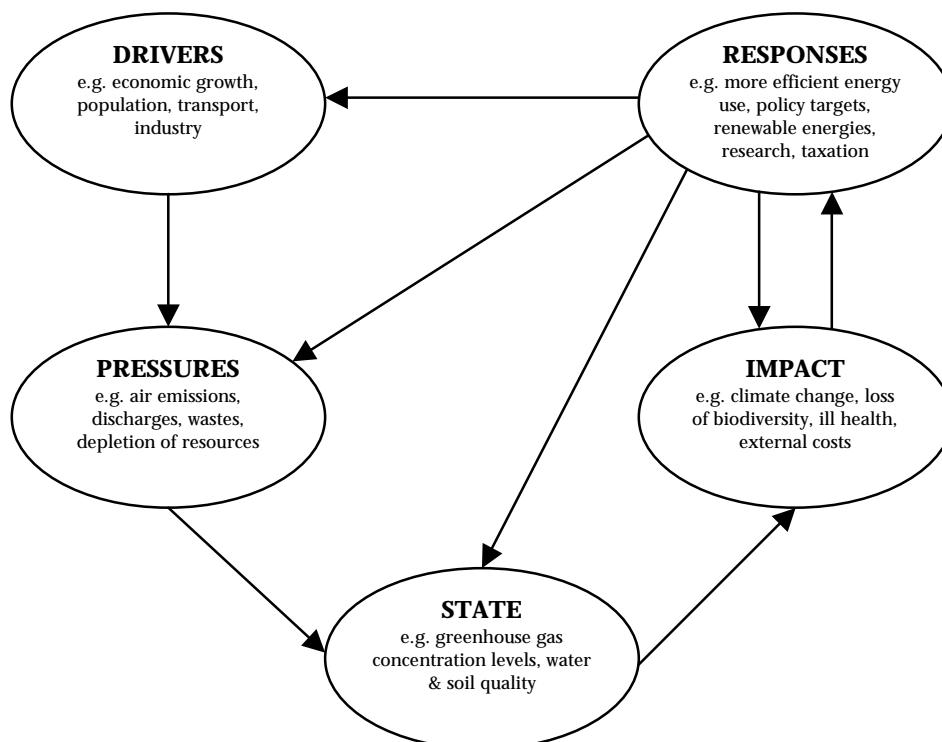 DRIVERS
e.g. economic growth,
population, transport,
industry
RESPONSES
e.g. more efficient energy
use, policy targets,
renewable energies,
research, taxation
PRESSURES
e.g. air emissions,
discharges, wastes,
depletion of resources
IMPACT
e.g. climate change, loss
of biodiversity, ill health,
external costs
STATE
e.g. greenhouse gas
concentration levels, water
& soil quality